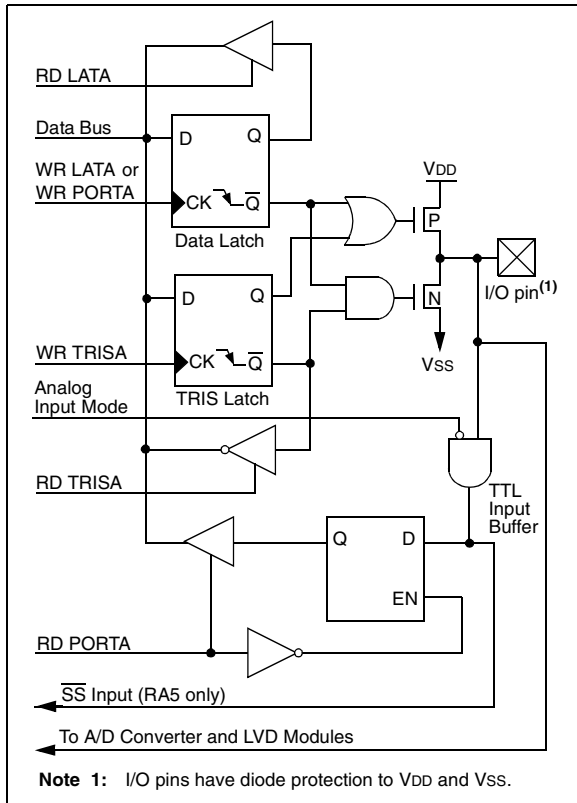 RD LATA
Data Bus
D Q
WR LATA or
WR PORTA
CK Q̅
Data Latch
VDD
P
I/O pin(1)
N
VSS
D Q
WR TRISA
CK Q̅
TRIS Latch
Analog
Input Mode
RD TRISA
TTL
Input
Buffer
Q D
EN
RD PORTA
S̅S̅ Input (RA5 only)
To A/D Converter and LVD Modules
Note 1: I/O pins have diode protection to VDD and VSS.